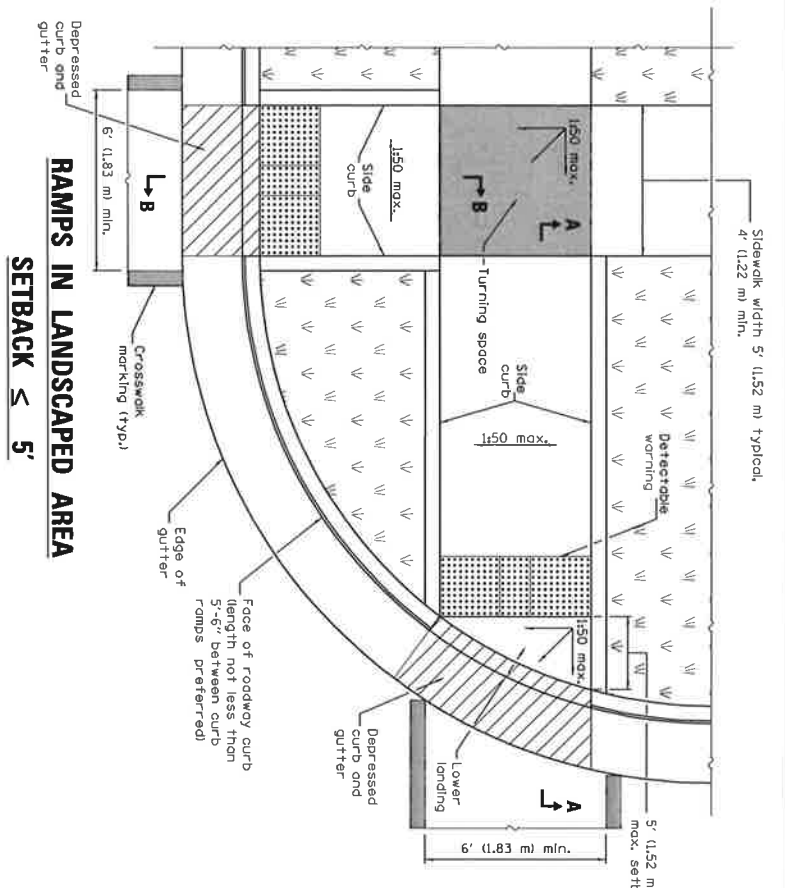 Sidewalk width 5' (1.52 m) typical,
4' (1.22 m) min.
Detectable
warning
5' (1.52 m
max. setb
1:50 max.
A
B
Turning space
Side
curb
1:50 max.
1:50 max.
Side
curb
1:50 max.
Lower
landing
A
6' (1.83 m) min.
Depressed
curb and
gutter
Depressed
curb and
gutter
6' (1.83 m) min.
B
Crosswalk
marking (typ.)
Edge of
gutter
Face of roadway curb
(length not less than
5'-6" between curb
ramps preferred)
RAMPS IN LANDSCAPED AREA
SETBACK ≤ 5'